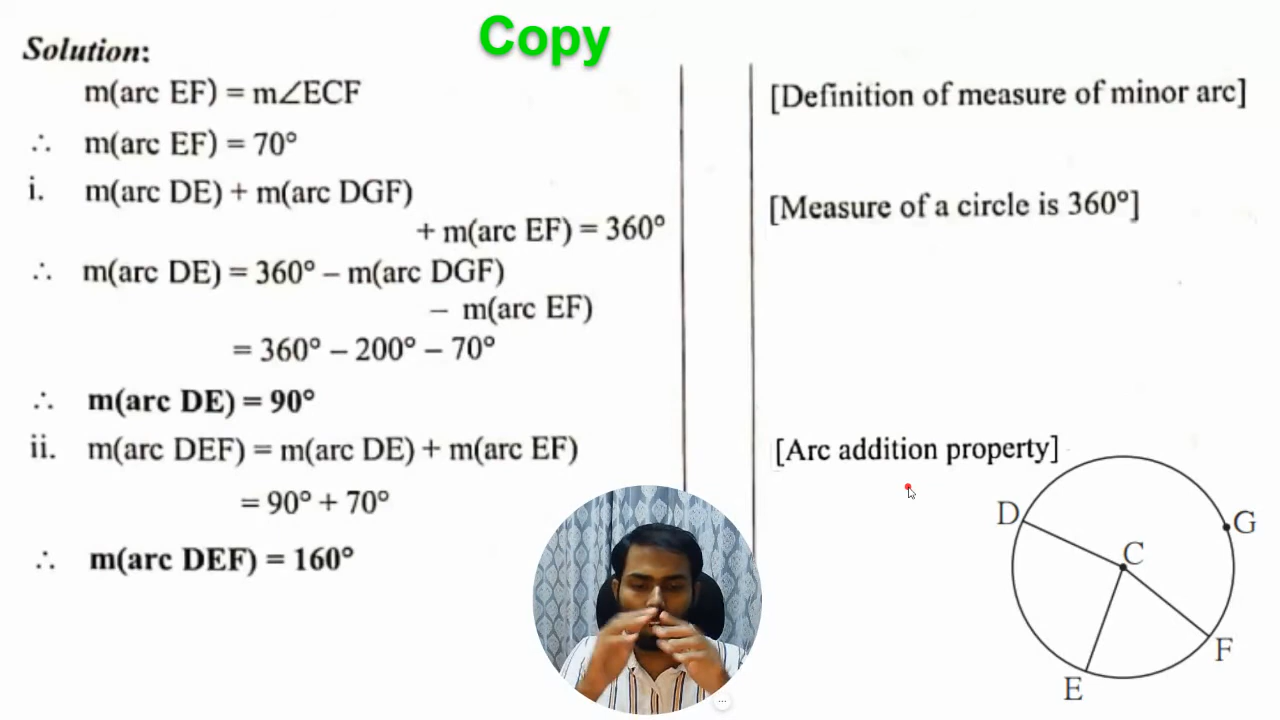 Copy
Solution:
m(arc EF) = m∠ECF
[Definition of measure of minor arc]
∴ m(arc EF) = 70°
i. m(arc DE) + m(arc DGF)
+ m(arc EF) = 360°
[Measure of a circle is 360°]
∴ m(arc DE) = 360° – m(arc DGF)
– m(arc EF)
= 360° – 200° – 70°
∴ m(arc DE) = 90°
ii. m(arc DEF) = m(arc DE) + m(arc EF)
[Arc addition property]
= 90° + 70°
∴ m(arc DEF) = 160°
D
G
C
F
E